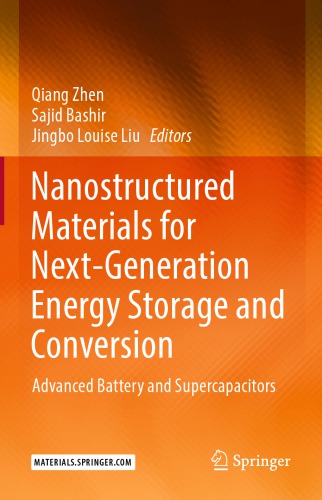 Qiang Zhen
Sajid Bashir
Jingbo Louise Liu Editors
Nanostructured
Materials for
Next-Generation
Energy Storage and
Conversion
Advanced Battery and Supercapacitors
MATERIALS.SPRINGER.COM
Springer